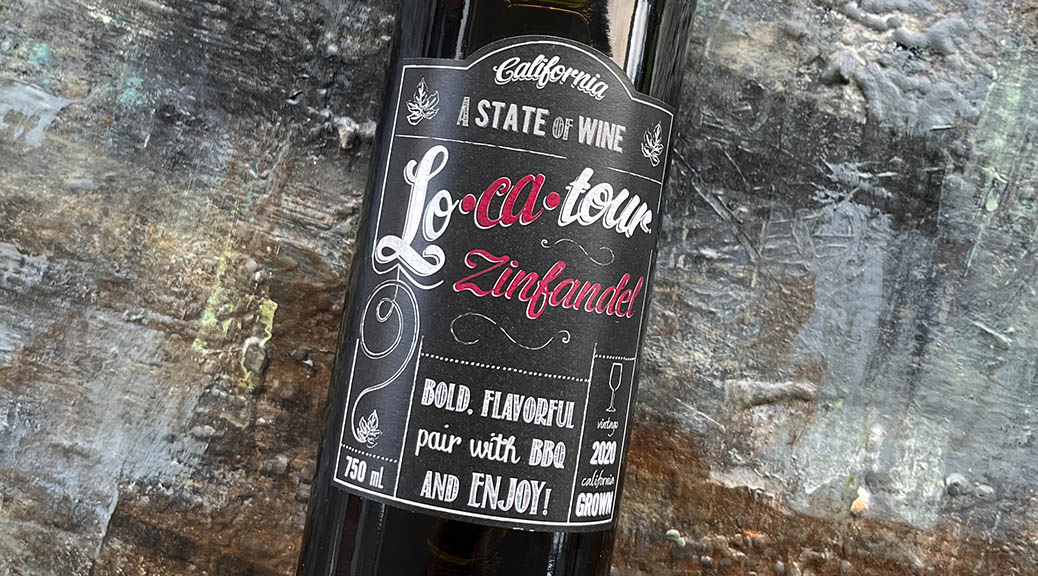 California
A STATE OF WINE
Lo•ca•tour
Zinfandel
BOLD, FLAVORFUL
pair with BBQ
AND ENJOY!
750 mL
vintage
2020
california
GROWN